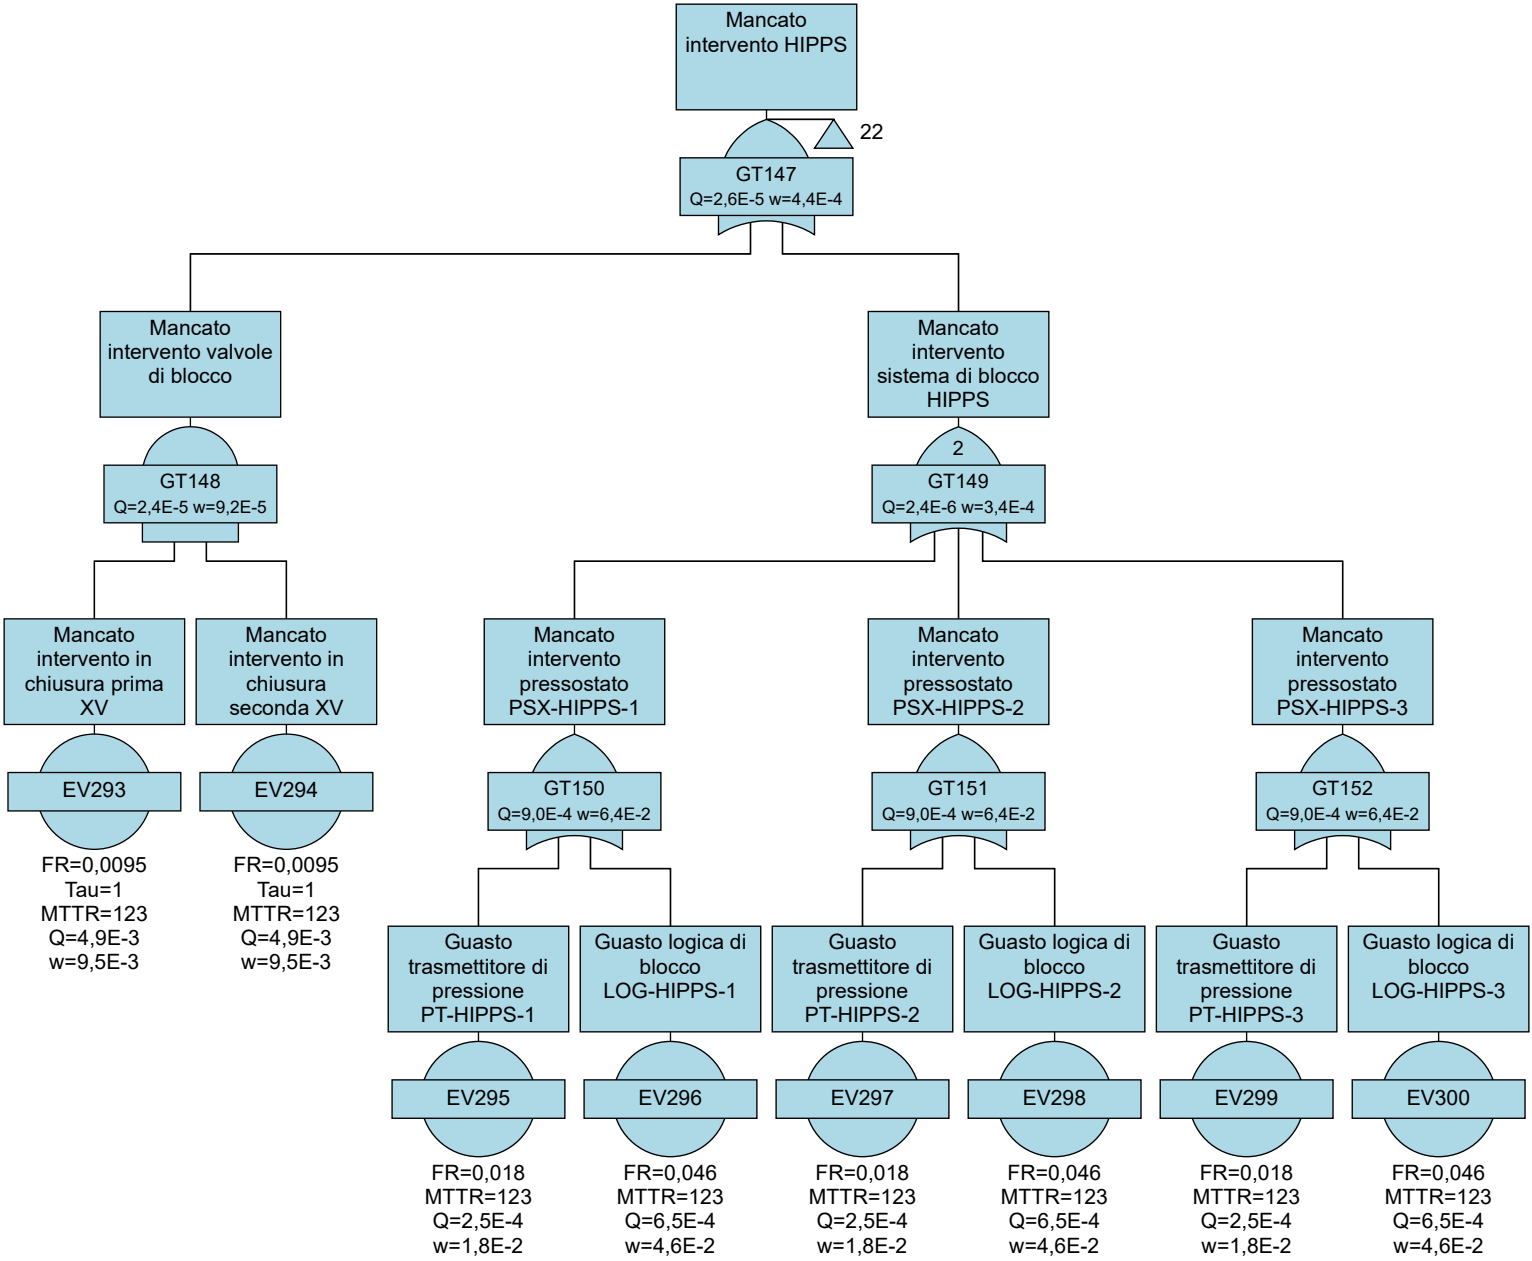 Mancato
intervento HIPPS
22
GT147
Q=2,6E-5 w=4,4E-4
Mancato
intervento valvole
di blocco
GT148
Q=2,4E-5 w=9,2E-5
Mancato
intervento
sistema di blocco
HIPPS
2
GT149
Q=2,4E-6 w=3,4E-4
Mancato
intervento in
chiusura prima
XV
EV293
FR=0,0095
Tau=1
MTTR=123
Q=4,9E-3
w=9,5E-3
Mancato
intervento in
chiusura
seconda XV
EV294
FR=0,0095
Tau=1
MTTR=123
Q=4,9E-3
w=9,5E-3
Mancato
intervento
pressostato
PSX-HIPPS-1
GT150
Q=9,0E-4 w=6,4E-2
Mancato
intervento
pressostato
PSX-HIPPS-2
GT151
Q=9,0E-4 w=6,4E-2
Mancato
intervento
pressostato
PSX-HIPPS-3
GT152
Q=9,0E-4 w=6,4E-2
Guasto
trasmettitore di
pressione
PT-HIPPS-1
EV295
FR=0,018
MTTR=123
Q=2,5E-4
w=1,8E-2
Guasto logica di
blocco
LOG-HIPPS-1
EV296
FR=0,046
MTTR=123
Q=6,5E-4
w=4,6E-2
Guasto
trasmettitore di
pressione
PT-HIPPS-2
EV297
FR=0,018
MTTR=123
Q=2,5E-4
w=1,8E-2
Guasto logica di
blocco
LOG-HIPPS-2
EV298
FR=0,046
MTTR=123
Q=6,5E-4
w=4,6E-2
Guasto
trasmettitore di
pressione
PT-HIPPS-3
EV299
FR=0,018
MTTR=123
Q=2,5E-4
w=1,8E-2
Guasto logica di
blocco
LOG-HIPPS-3
EV300
FR=0,046
MTTR=123
Q=6,5E-4
w=4,6E-2